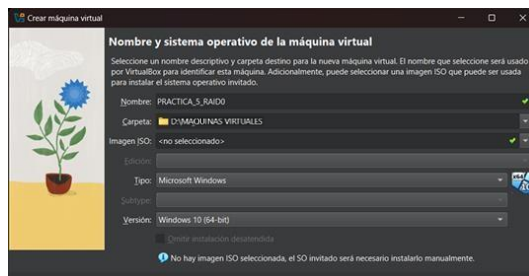 Crear máquina virtual
Nombre y sistema operativo de la máquina virtual
Seleccione un nombre descriptivo y carpeta destino para la nueva máquina virtual. El nombre que seleccione será usado
por VirtualBox para identificar esta máquina. Adicionalmente, puede seleccionar una imagen ISO que puede ser usada
para instalar el sistema operativo invitado.
Nombre: PRACTICA_5_RAID0
Carpeta: D:\MAQUINAS VIRTUALES
Imagen ISO: <no seleccionado>
Edición:
Tipo: Microsoft Windows
Subtype:
Versión: Windows 10 (64-bit)
Omitir instalación desatendida
No hay imagen ISO seleccionada, el SO invitado será necesario instalarlo manualmente.